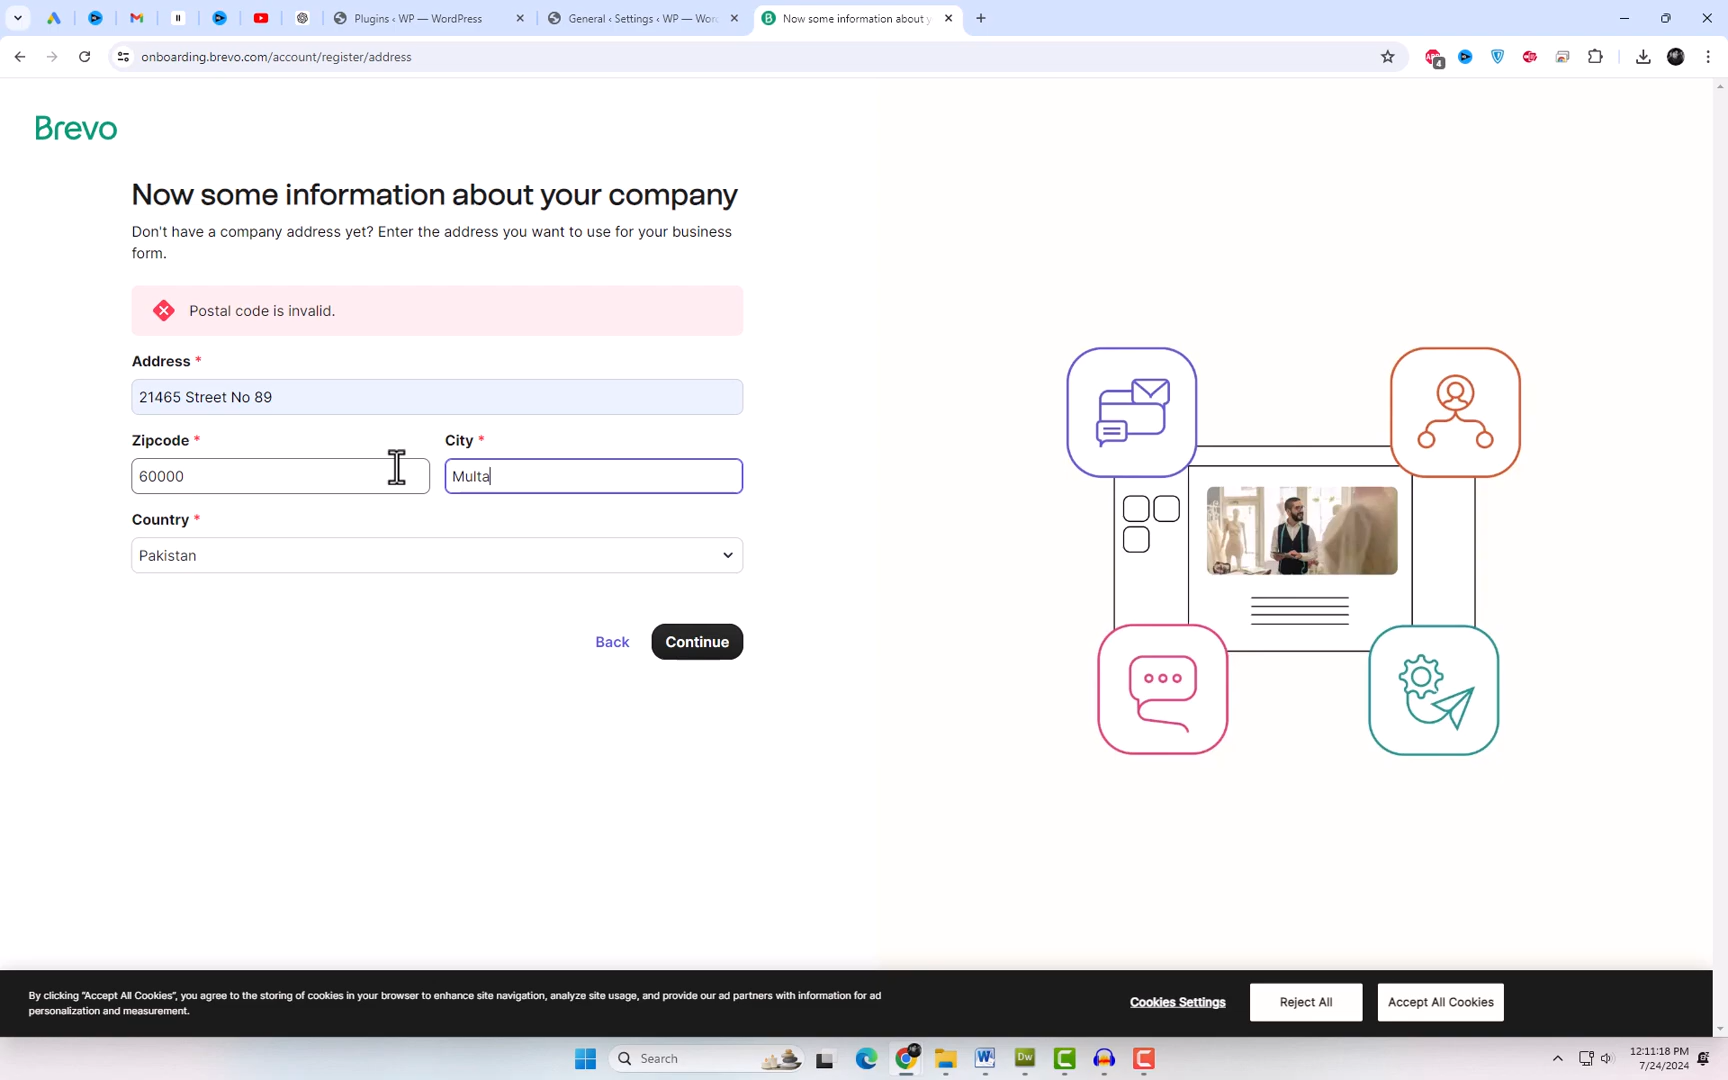 Plugins ‹ WP — WordPress
General ‹ Settings ‹ WP — Wor
Now some information about y
onboarding.brevo.com/account/register/address
4
Brevo
Now some information about your company
Don't have a company address yet? Enter the address you want to use for your business
form.
Postal code is invalid.
Address *
21465 Street No 89
Zipcode *
City *
60000
Multa
Country *
Pakistan
Back
Continue
By clicking "Accept All Cookies", you agree to the storing of cookies in your browser to enhance site navigation, analyze site usage, and provide our ad partners with information for ad
personalization and measurement.
Cookies Settings
Reject All
Accept All Cookies
Search
12:11:18 PM
7/24/2024